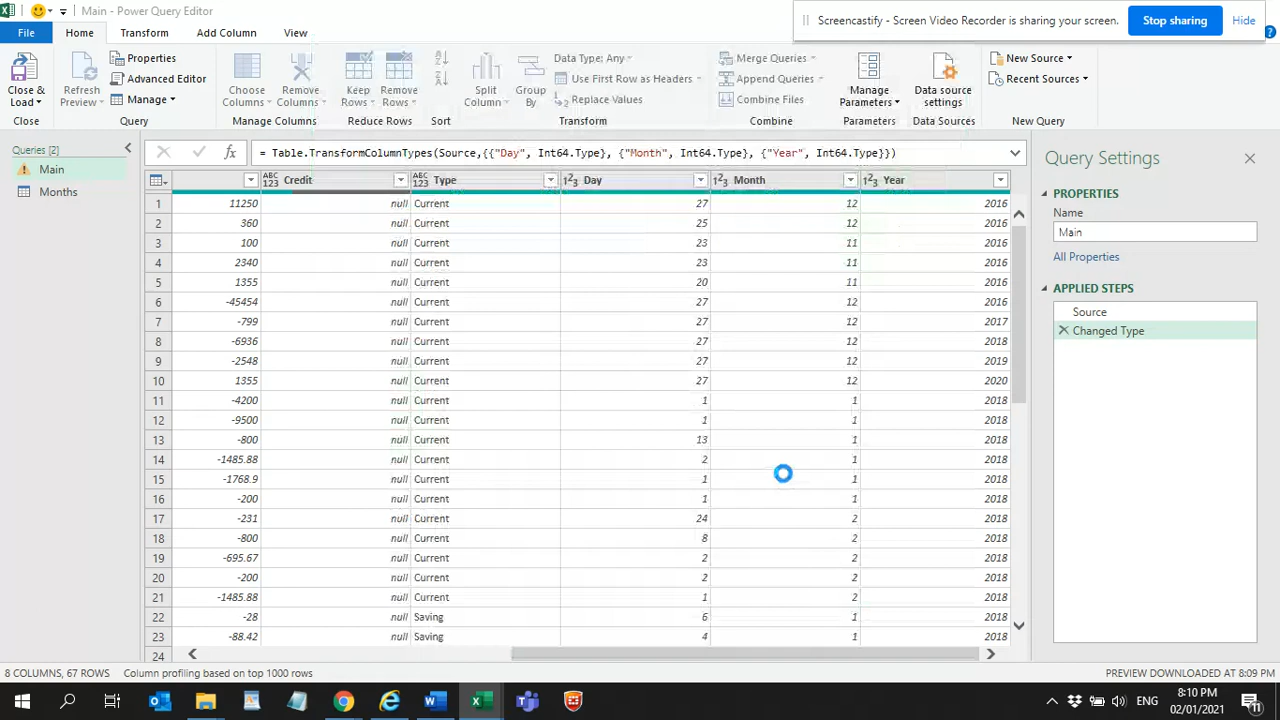 Main - Power Query Editor
Screencastify - Screen Video Recorder is sharing your screen.
Stop sharing
Hide
File
Home
Transform
Add Column
View
Close & Load
Close
Refresh Preview
Properties
Advanced Editor
Manage
Query
Choose Columns
Remove Columns
Manage Columns
Keep Rows
Remove Rows
Reduce Rows
Sort
Split Column
Group By
Data Type: Any
Use First Row as Headers
Replace Values
Transform
Merge Queries
Append Queries
Combine Files
Combine
Manage Parameters
Parameters
Data source settings
Data Sources
New Source
Recent Sources
New Query
Queries [2]
Main
Months
= Table.TransformColumnTypes(Source,{{"Day", Int64.Type}, {"Month", Int64.Type}, {"Year", Int64.Type}})
ABC 123 Credit ABC 123 Type 1²3 Day 1²3 Month 1²3 Year
1 11250 null Current 27 12 2016
2 360 null Current 25 12 2016
3 100 null Current 23 11 2016
4 2340 null Current 23 11 2016
5 1355 null Current 20 11 2016
6 -45454 null Current 27 12 2016
7 -799 null Current 27 12 2017
8 -6936 null Current 27 12 2018
9 -2548 null Current 27 12 2019
10 1355 null Current 27 12 2020
11 -4200 null Current 1 1 2018
12 -9500 null Current 1 1 2018
13 -800 null Current 13 1 2018
14 -1485.88 null Current 2 1 2018
15 -1768.9 null Current 1 1 2018
16 -200 null Current 1 1 2018
17 -231 null Current 24 2 2018
18 -800 null Current 8 2 2018
19 -695.67 null Current 2 2 2018
20 -200 null Current 2 2 2018
21 -1485.88 null Current 1 2 2018
22 -28 null Saving 6 1 2018
23 -88.42 null Saving 4 1 2018
24
Query Settings
PROPERTIES
Name
Main
All Properties
APPLIED STEPS
Source
Changed Type
8 COLUMNS, 67 ROWS
Column profiling based on top 1000 rows
PREVIEW DOWNLOADED AT 8:09 PM
ENG
8:10 PM
02/01/2021
11